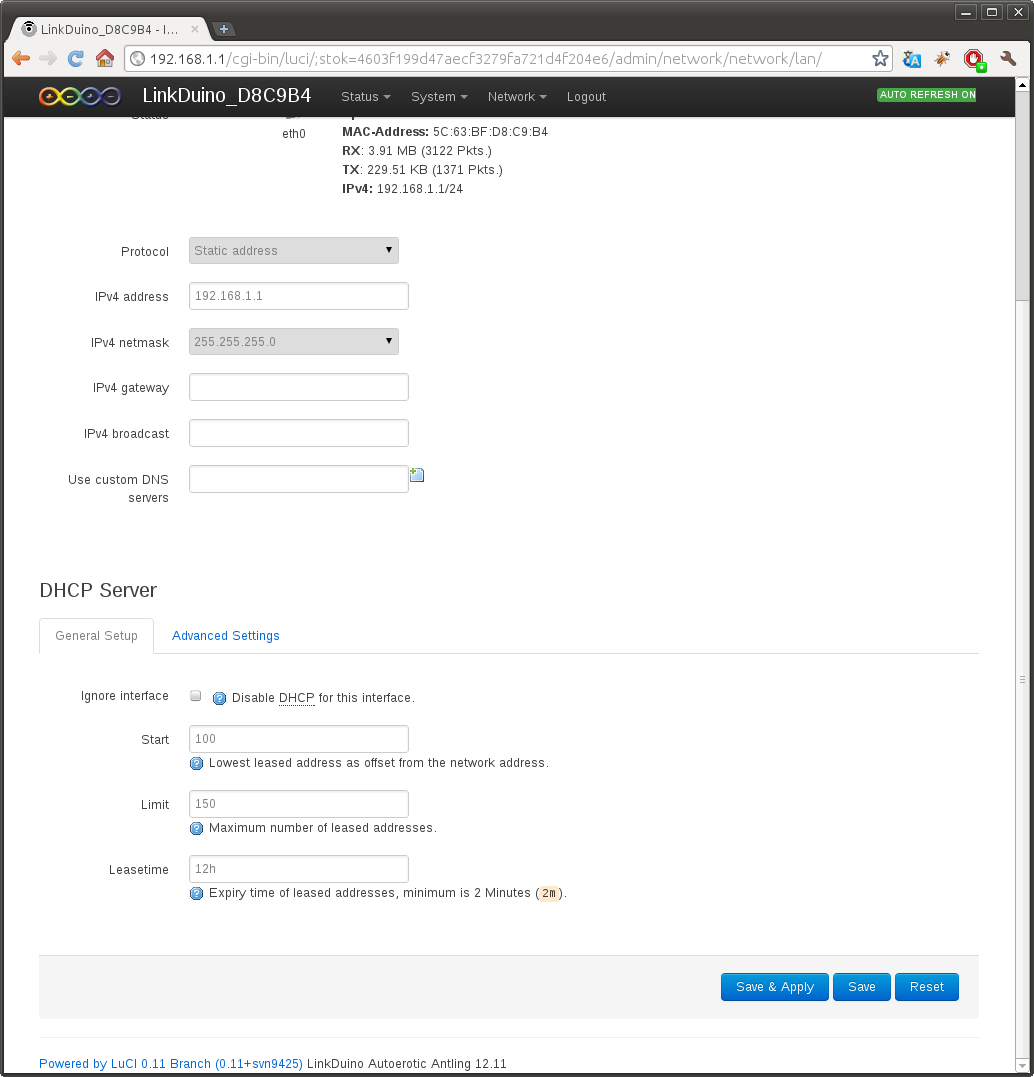 LinkDuino_D8C9B4 - I...
192.168.1.1/cgi-bin/luci/;stok=4603f199d47aecf3279fa721d4f204e6/admin/network/network/lan/
LinkDuino_D8C9B4 Status System Network Logout AUTO REFRESH ON
Status
eth0
MAC-Address: 5C:63:BF:D8:C9:B4
RX: 3.91 MB (3122 Pkts.)
TX: 229.51 KB (1371 Pkts.)
IPv4: 192.168.1.1/24
Protocol Static address
IPv4 address 192.168.1.1
IPv4 netmask 255.255.255.0
IPv4 gateway
IPv4 broadcast
Use custom DNS
servers
DHCP Server
General Setup Advanced Settings
Ignore interface Disable DHCP for this interface.
Start 100
Lowest leased address as offset from the network address.
Limit 150
Maximum number of leased addresses.
Leasetime 12h
Expiry time of leased addresses, minimum is 2 Minutes (2m).
Save & Apply Save Reset
Powered by LuCI 0.11 Branch (0.11+svn9425) LinkDuino Autoerotic Antling 12.11